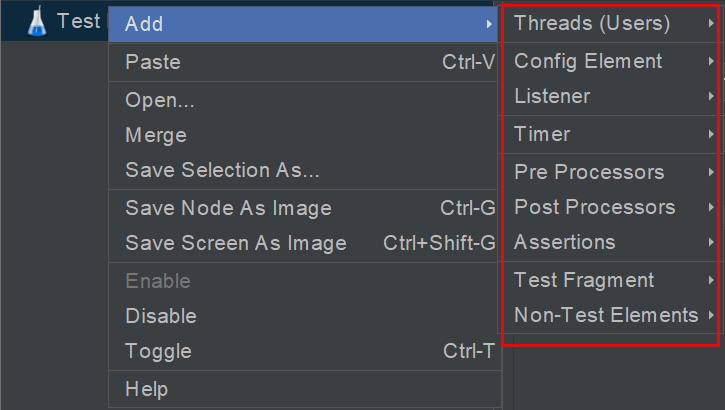 Test
Add
Paste Ctrl-V
Open...
Merge
Save Selection As...
Save Node As Image Ctrl-G
Save Screen As Image Ctrl+Shift-G
Enable
Disable
Toggle Ctrl-T
Help
Threads (Users)
Config Element
Listener
Timer
Pre Processors
Post Processors
Assertions
Test Fragment
Non-Test Elements